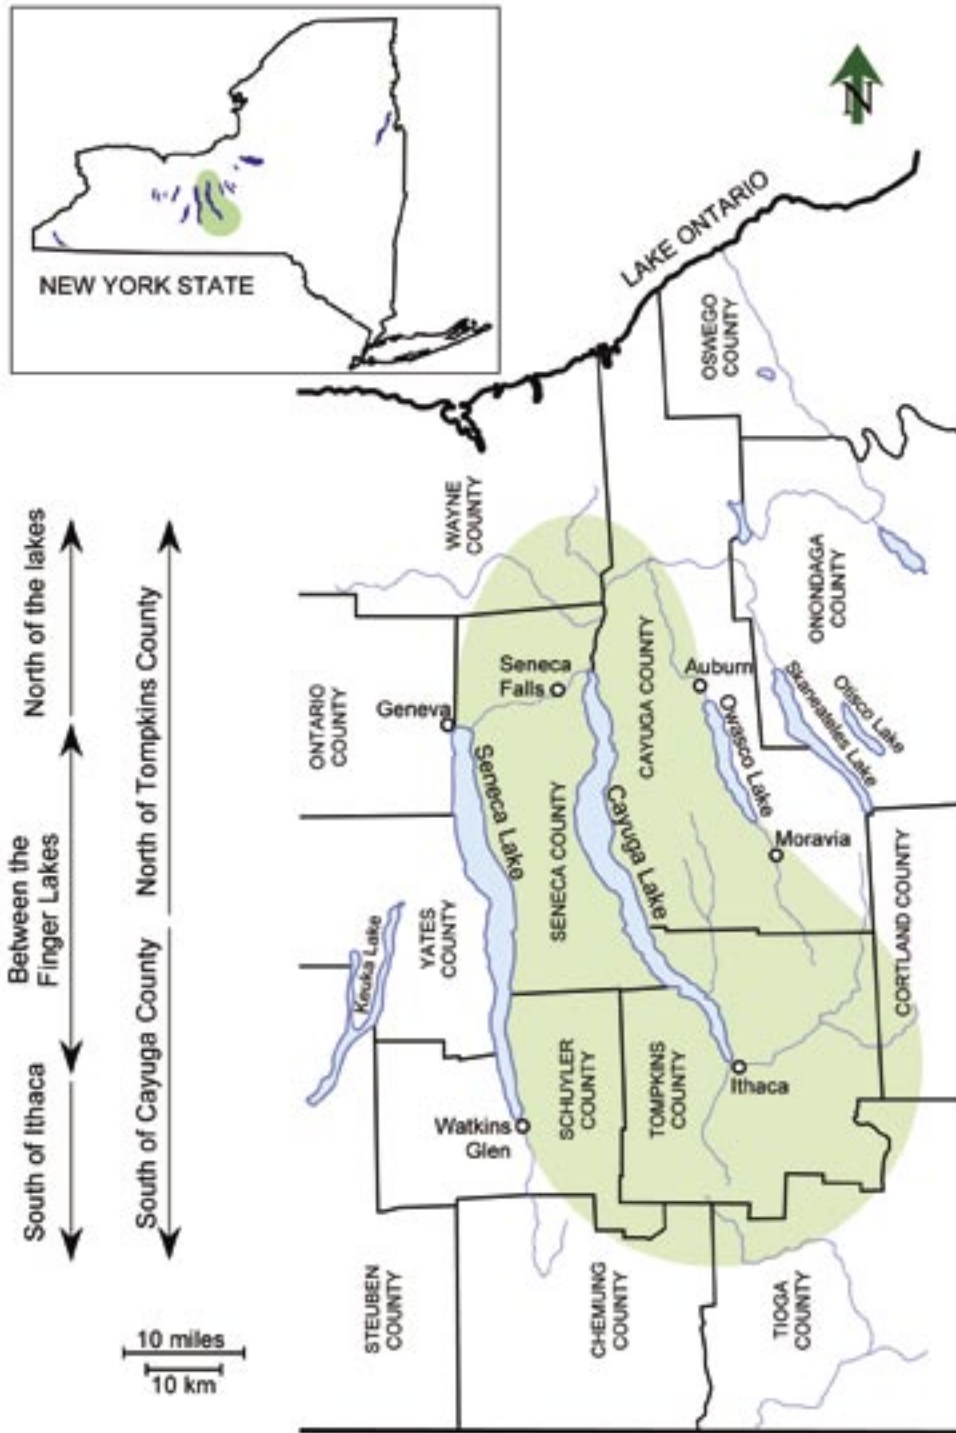 NEW YORK STATE
N
LAKE ONTARIO
OSWEGO
COUNTY
WAYNE
COUNTY
ONONDAGA
COUNTY
North of the lakes
North of Tompkins County
ONTARIO
COUNTY
Geneva
Seneca
Falls
CAYUGA COUNTY
Auburn
Owasco Lake
Skaneateles Lake
Otisco Lake
Seneca Lake
SENECA COUNTY
Cayuga Lake
Moravia
Between the
Finger Lakes
Keuka Lake
YATES
COUNTY
CORTLAND COUNTY
South of Ithaca
South of Cayuga County
Watkins
Glen
SCHUYLER
COUNTY
TOMPKINS
COUNTY
Ithaca
STEUBEN
COUNTY
CHEMUNG
COUNTY
TIOGA
COUNTY
10 miles
10 km